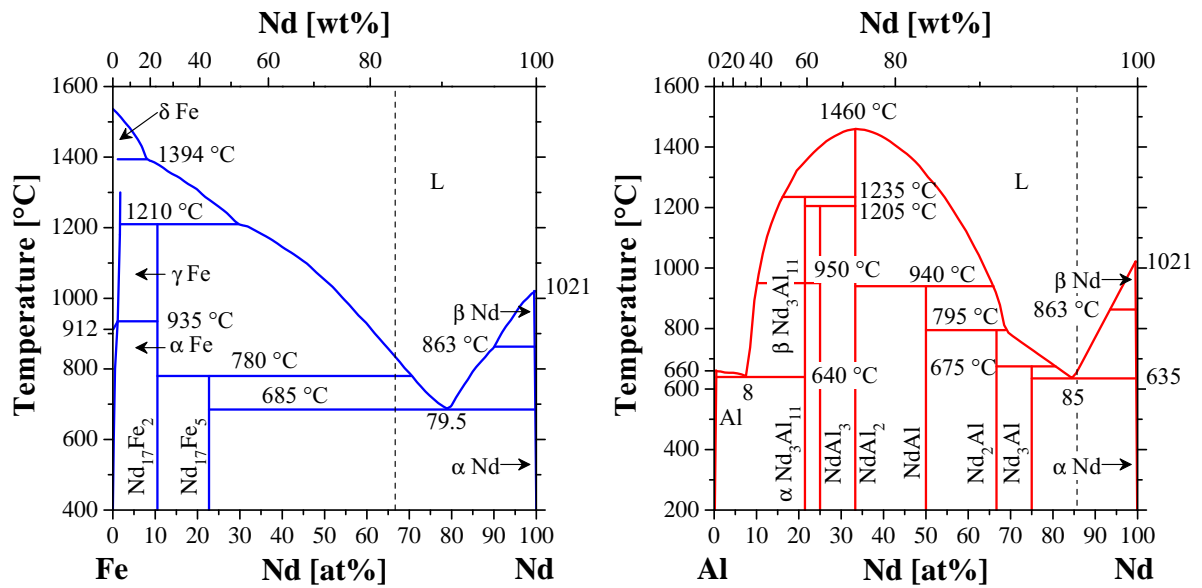 Nd [wt%]
0 20 40 60 80 100
Temperature [°C]
1600
1400
1200
1000
912
800
600
400
δ Fe
1394 °C
L
1210 °C
γ Fe
1021
935 °C
β Nd
α Fe
863 °C
780 °C
685 °C
79.5
Nd17Fe2
Nd17Fe5
α Nd
0 10 20 30 40 50 60 70 80 90 100
Fe
Nd [at%]
Nd
Nd [wt%]
0 20 40 60 80 100
Temperature [°C]
1600
1400
1200
1000
800
660
600
400
200
1460 °C
L
1235 °C
1205 °C
1021
950 °C
940 °C
β Nd
863 °C
795 °C
640 °C
675 °C
635
8
85
Al
β Nd3Al11
α Nd3Al11
NdAl3
NdAl2
NdAl
Nd2Al
Nd3Al
α Nd
0 10 20 30 40 50 60 70 80 90 100
Al
Nd [at%]
Nd